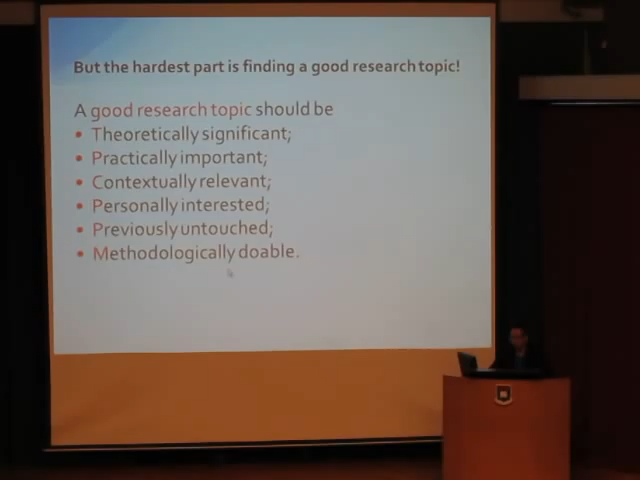 But the hardest part is finding a good research topic!
A good research topic should be
• Theoretically significant;
• Practically important;
• Contextually relevant;
• Personally interested;
• Previously untouched;
• Methodologically doable.